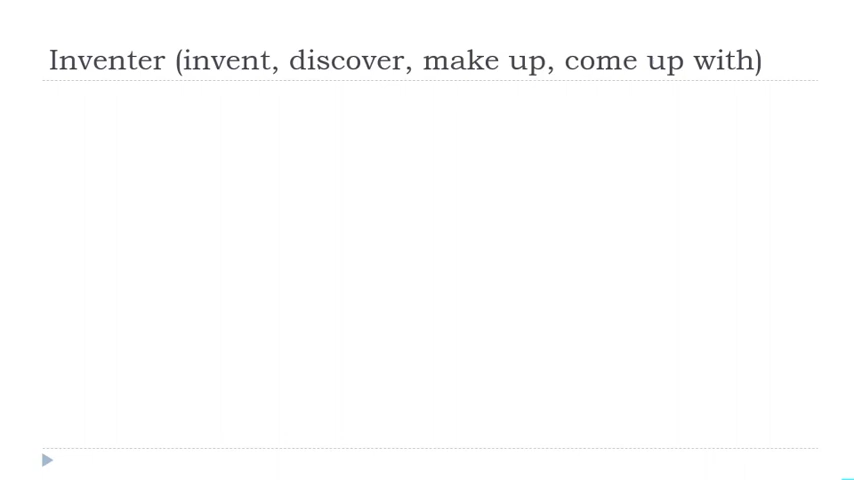 Inventer (invent, discover, make up, come up with)